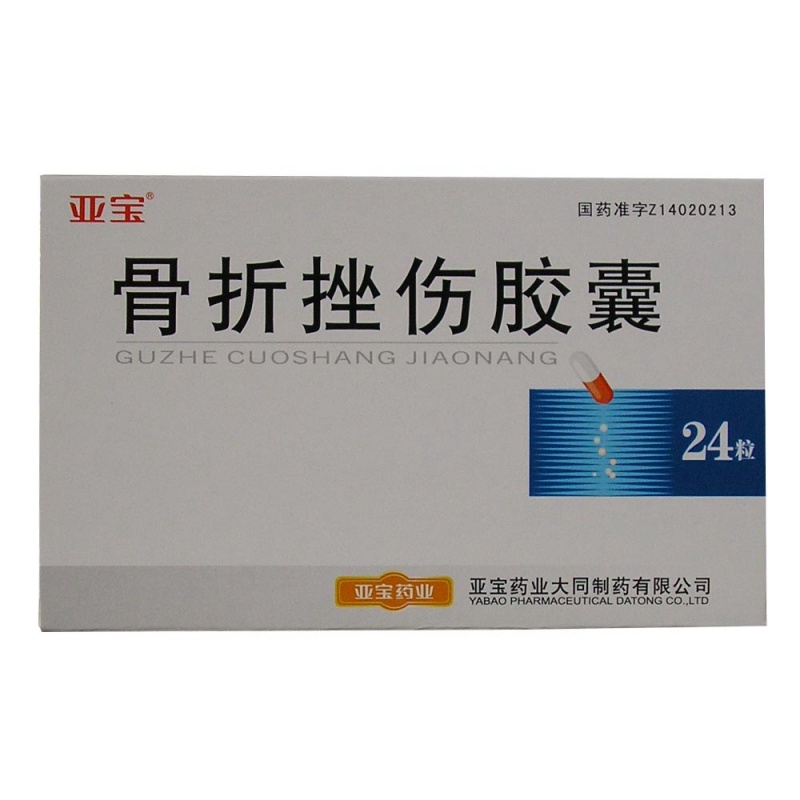 亚宝®
国药准字Z14020213
骨折挫伤胶囊
GUZHE CUOSHANG JIAONANG
24粒
亚宝药业
亚宝药业大同制药有限公司
YABAO PHARMACEUTICAL DATONG CO.,LTD